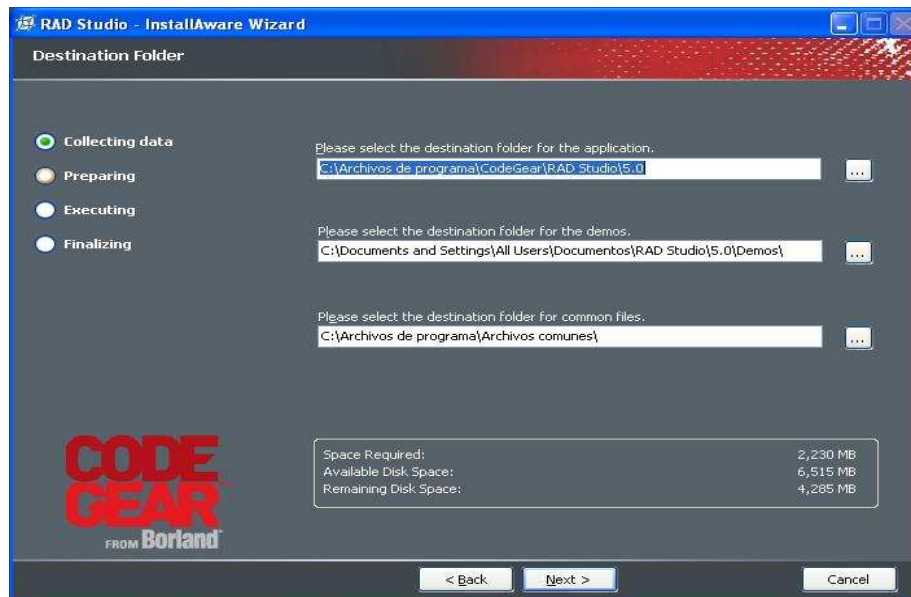 RAD Studio - InstallAware Wizard
Destination Folder
Collecting data
Preparing
Executing
Finalizing
Please select the destination folder for the application.
C:\Archivos de programa\CodeGear\RAD Studio\5.0
...
Please select the destination folder for the demos.
C:\Documents and Settings\All Users\Documentos\RAD Studio\5.0\Demos\
...
Please select the destination folder for common files.
C:\Archivos de programa\Archivos comunes\
...
CODE
GEAR
FROM Borland
Space Required: 2,230 MB
Available Disk Space: 6,515 MB
Remaining Disk Space: 4,285 MB
< Back Next > Cancel